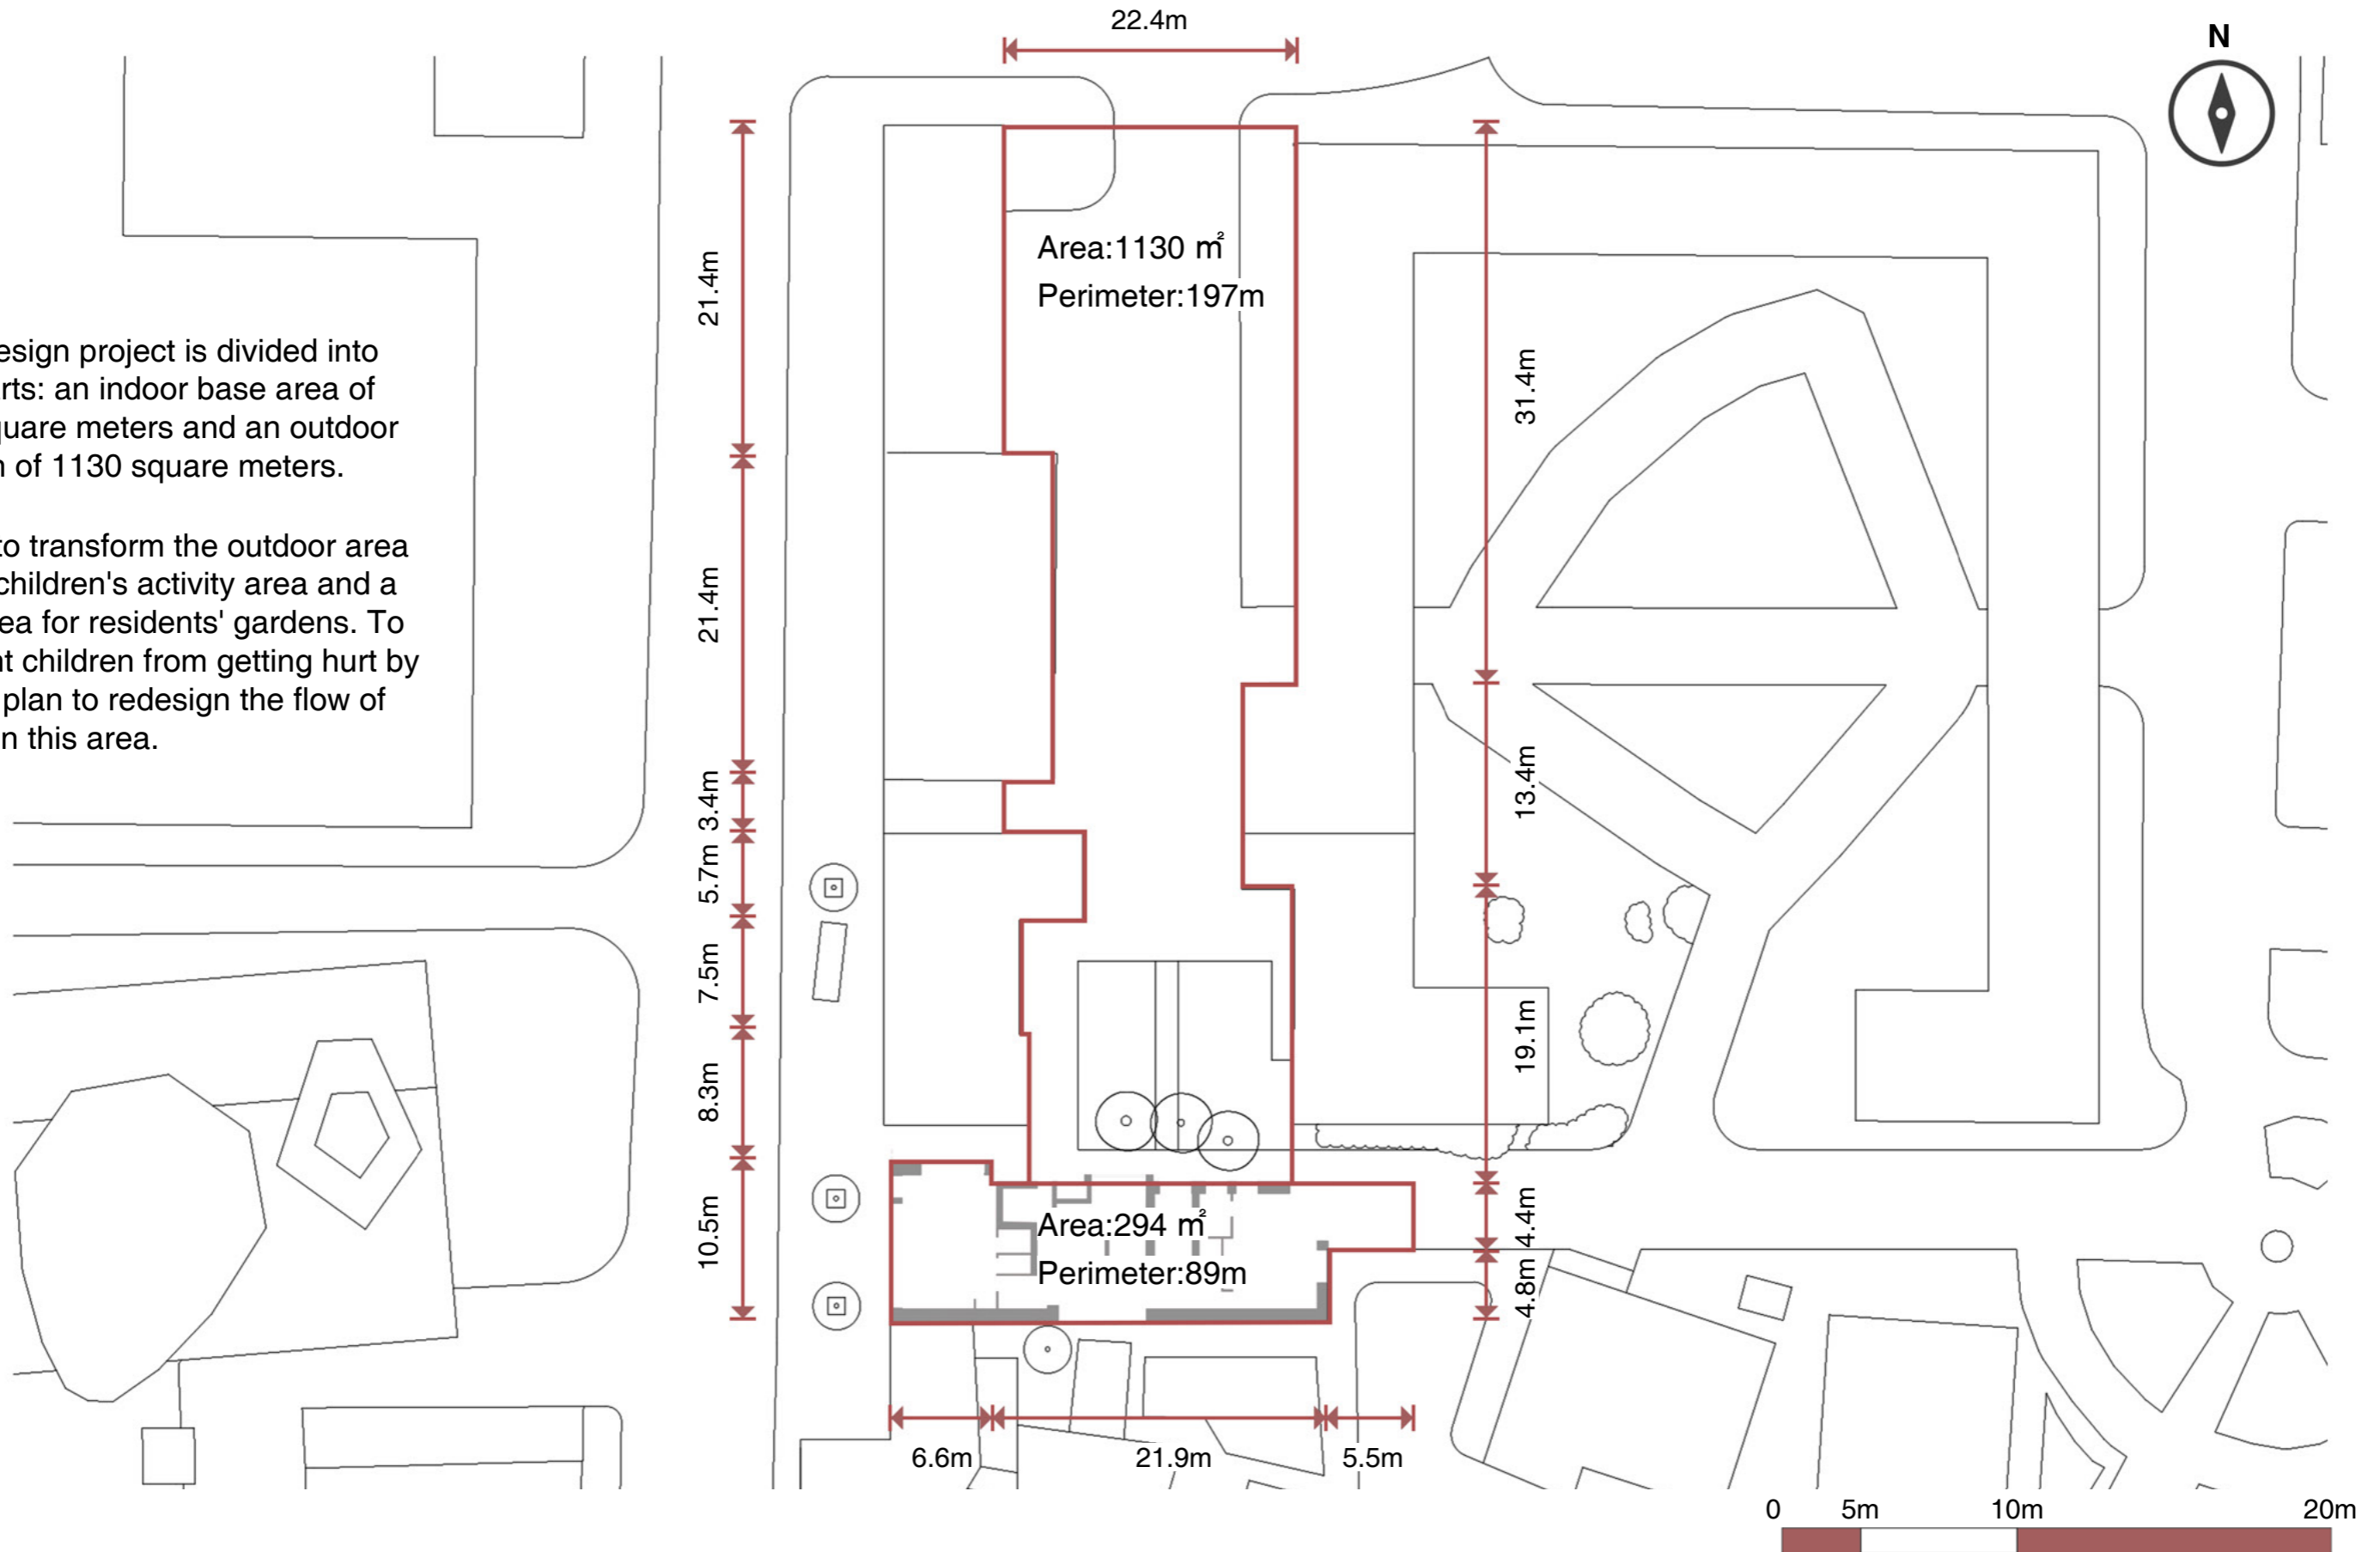 22.4m
N
Area:1130 ㎡
Perimeter:197m
21.4m
31.4m
esign project is divided into
rts: an indoor base area of
quare meters and an outdoor
n of 1130 square meters.
to transform the outdoor area
children's activity area and a
ea for residents' gardens. To
nt children from getting hurt by
plan to redesign the flow of
n this area.
21.4m
3.4m
13.4m
5.7m
7.5m
19.1m
8.3m
10.5m
Area:294 ㎡
Perimeter:89m
4.4m
4.8m
6.6m 21.9m 5.5m
0 5m 10m 20m